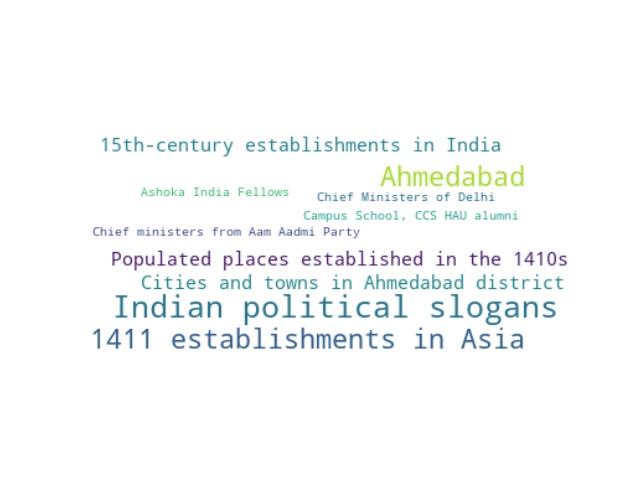 15th-century establishments in India
Ahmedabad
Ashoka India Fellows
Chief Ministers of Delhi
Campus School, CCS HAU alumni
Chief ministers from Aam Aadmi Party
Populated places established in the 1410s
Cities and towns in Ahmedabad district
Indian political slogans
1411 establishments in Asia